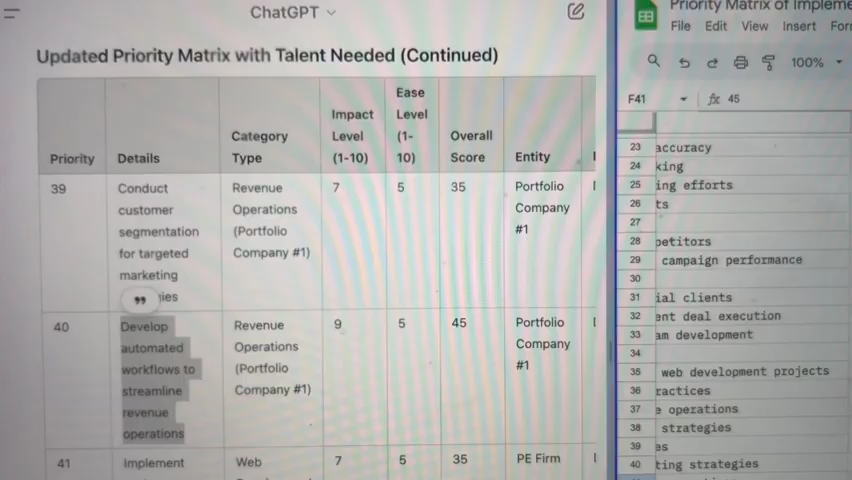 ChatGPT
Updated Priority Matrix with Talent Needed (Continued)
Priority
Details
Category
Type
Impact
Level
(1-10)
Ease
Level
(1-
10)
Overall
Score
Entity
39
Conduct
customer
segmentation
for targeted
marketing
ies
Revenue
Operations
(Portfolio
Company #1)
7
5
35
Portfolio
Company
#1
40
Develop
automated
workflows to
streamline
revenue
operations
Revenue
Operations
(Portfolio
Company #1)
9
5
45
Portfolio
Company
#1
41
Implement
Web
7
5
35
PE Firm
Priority Matrix of Impleme
File Edit View Insert For
100%
F41
fx 45
23 accuracy
24 king
25 ing efforts
26 ts
27
28 petitors
29 campaign performance
30
31 ial clients
32 ent deal execution
33 am development
34
35 web development projects
36 ractices
37 e operations
38 strategies
39 es
40 ting strategies